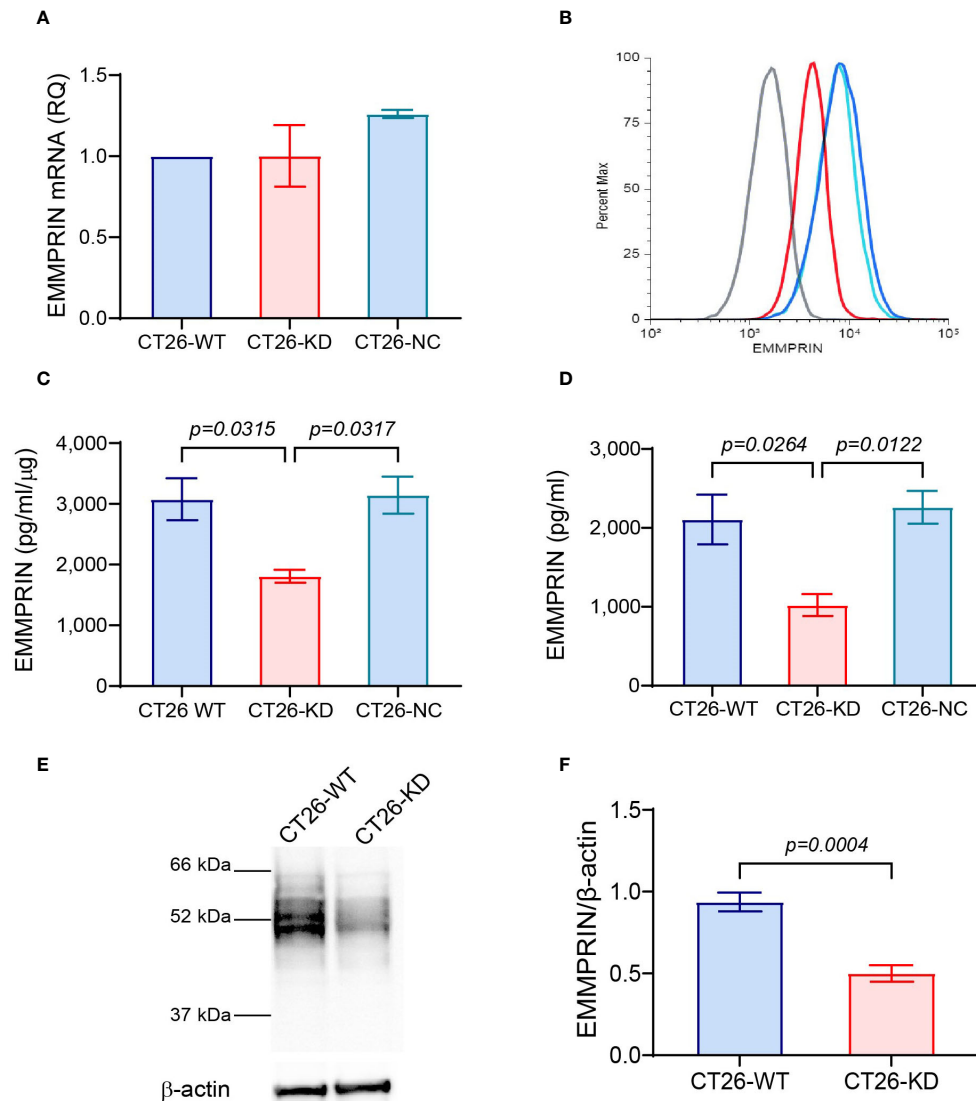 A
EMMPRIN mRNA (RQ)
1.5
1.0
0.5
0.0
CT26-WT CT26-KD CT26-NC
B
Percent Max
100
75
50
25
0
10² 10³ 10⁴ 10⁵
EMMPRIN
C
EMMPRIN (pg/ml/µg)
p=0.0315 p=0.0317
4,000
3,000
2,000
1,000
0
CT26 WT CT26-KD CT26-NC
D
EMMPRIN (pg/ml)
p=0.0264 p=0.0122
3,000
2,000
1,000
0
CT26-WT CT26-KD CT26-NC
E
CT26-WT CT26-KD
66 kDa
52 kDa
37 kDa
β-actin
F
EMMPRIN/β-actin
p=0.0004
1.5
1.0
0.5
0.0
CT26-WT CT26-KD